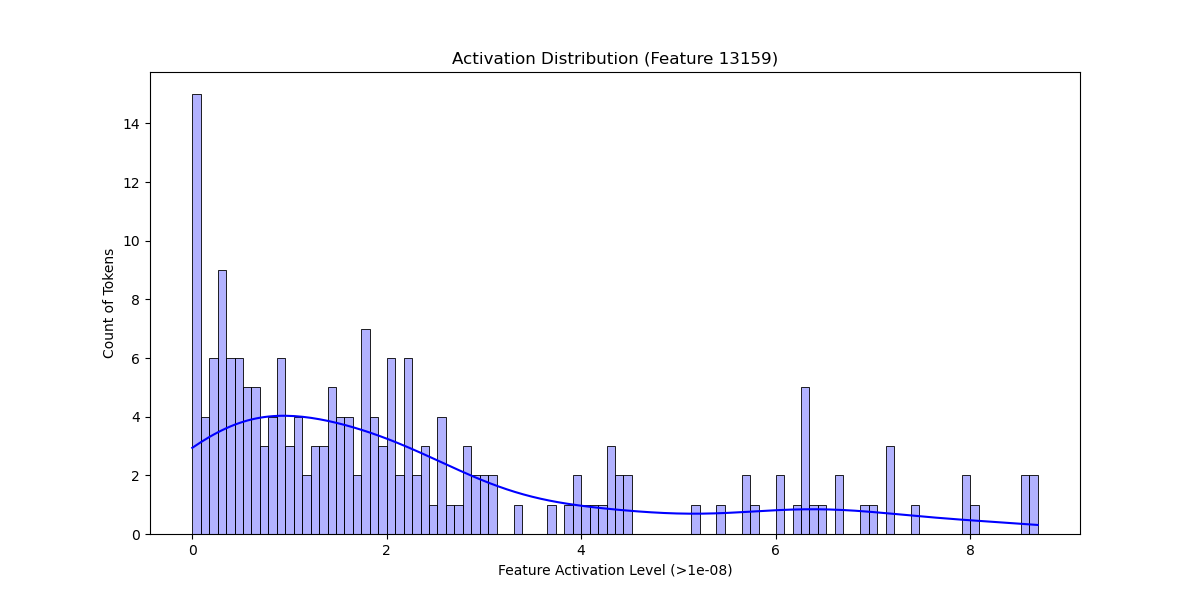 Activation Distribution (Feature 13159)
14
12
10
8
6
4
2
0
Count of Tokens
0 2 4 6 8
Feature Activation Level (>1e-08)